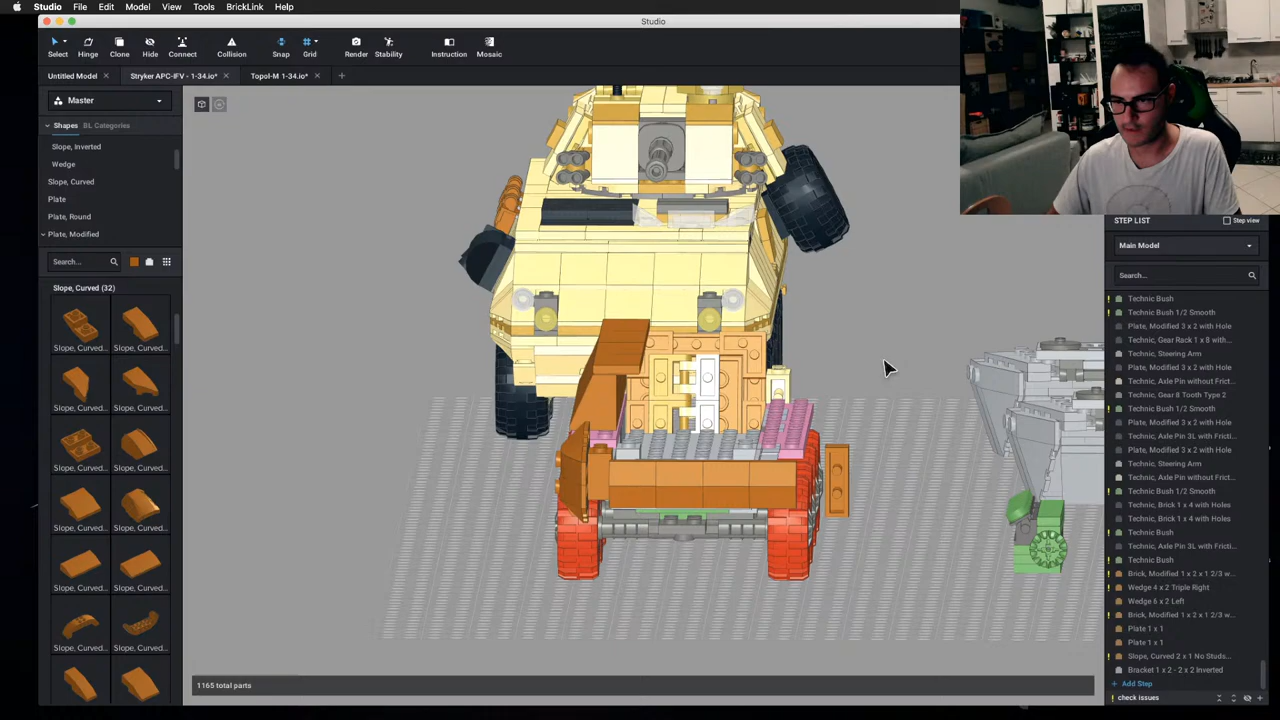 Studio File Edit Model View Tools BrickLink Help
Studio
Select Hinge Clone Hide Connect Collision Snap Grid Render Stability Instruction Mosaic
Untitled Model Stryker APC-IFV - 1-34.io* Topol-M 1-34.io*
Master
Shapes BL Categories
Slope, Inverted
Wedge
Slope, Curved
Plate
Plate, Round
Plate, Modified
Search...
Slope, Curved (32)
Slope, Curved... Slope, Curved...
Slope, Curved... Slope, Curved...
Slope, Curved... Slope, Curved...
Slope, Curved... Slope, Curved...
Slope, Curved... Slope, Curved...
Slope, Curved... Slope, Curved...
1165 total parts
STEP LIST Step view
Main Model
Search...
Technic Bush
Technic Bush 1/2 Smooth
Plate, Modified 3 x 2 with Hole
Technic, Gear Rack 1 x 8 with...
Technic, Steering Arm
Plate, Modified 3 x 2 with Hole
Technic, Axle Pin without Frict...
Technic, Gear 8 Tooth Type 2
Technic Bush 1/2 Smooth
Plate, Modified 3 x 2 with Hole
Technic, Axle Pin 3L with Fricti...
Plate, Modified 3 x 2 with Hole
Technic, Steering Arm
Technic, Axle Pin without Frict...
Technic Bush 1/2 Smooth
Technic, Brick 1 x 4 with Holes
Technic, Brick 1 x 4 with Holes
Technic Bush
Technic, Axle Pin 3L with Fricti...
Technic Bush
Brick, Modified 1 x 2 x 1 2/3 w...
Wedge 4 x 2 Triple Right
Wedge 6 x 2 Left
Brick, Modified 1 x 2 x 1 2/3 w...
Plate 1 x 1
Plate 1 x 1
Slope, Curved 2 x 1 No Studs...
Bracket 1 x 2 - 2 x 2 Inverted
+ Add Step
check issues